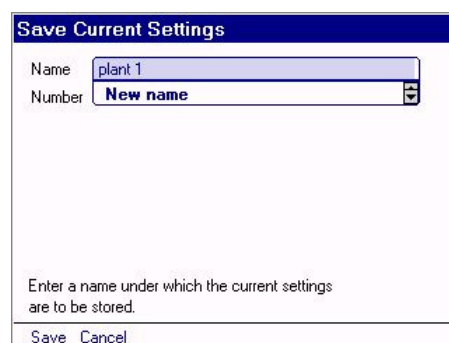 Save Current Settings
Name plant 1
Number New name
Enter a name under which the current settings
are to be stored.
Save Cancel